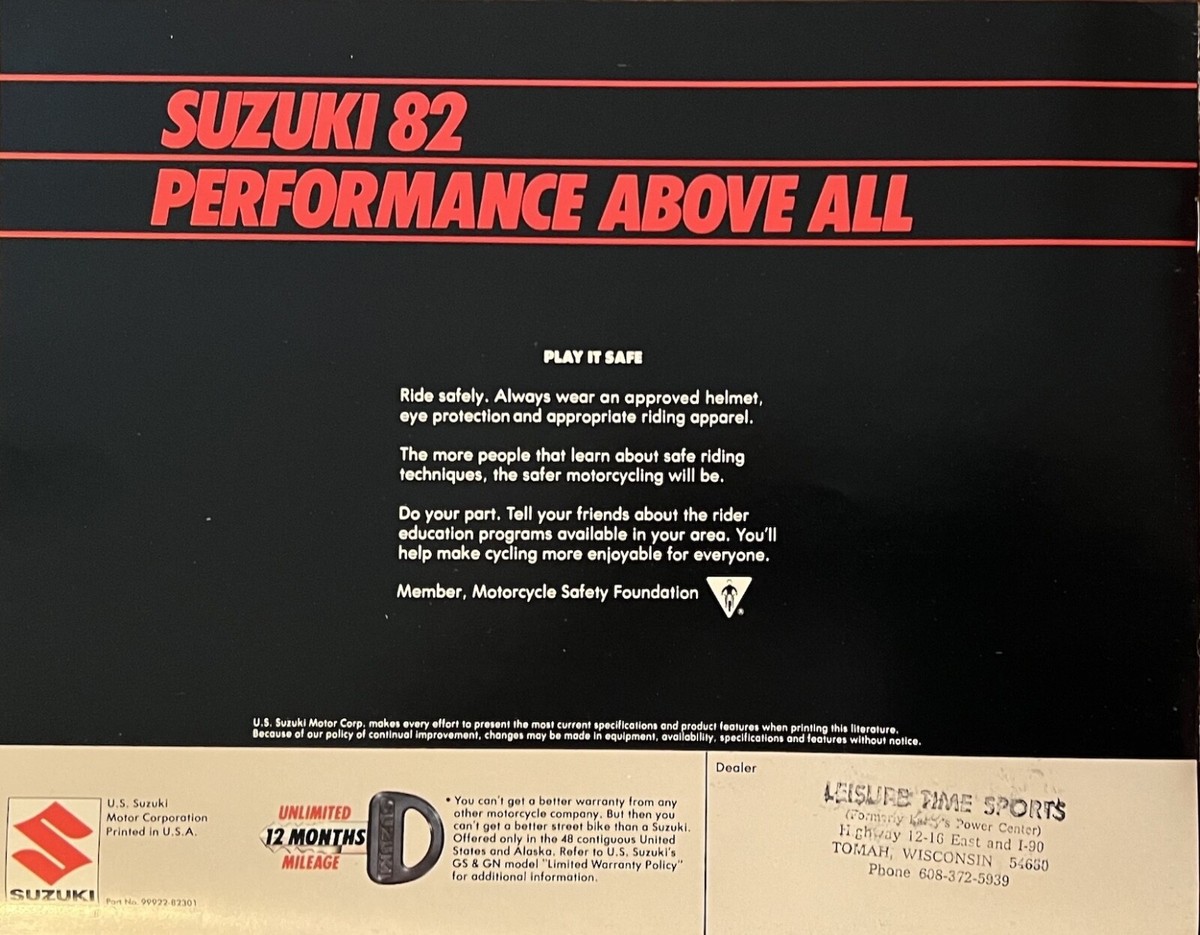 SUZUKI 82
PERFORMANCE ABOVE ALL
PLAY IT SAFE
Ride safely. Always wear an approved helmet,
eye protection and appropriate riding apparel.
The more people that learn about safe riding
techniques, the safer motorcycling will be.
Do your part. Tell your friends about the rider
education programs available in your area. You'll
help make cycling more enjoyable for everyone.
Member, Motorcycle Safety Foundation ®
U.S. Suzuki Motor Corp. makes every effort to present the most current specifications and product features when printing this literature.
Because of our policy of continual improvement, changes may be made in equipment, availability, specifications and features without notice.
SUZUKI
U.S. Suzuki
Motor Corporation
Printed in U.S.A.
Part No. 99922-82301
UNLIMITED
12 MONTHS
MILEAGE
SUZUKI
• You can't get a better warranty from any
other motorcycle company. But then you
can't get a better street bike than a Suzuki.
Offered only in the 48 contiguous United
States and Alaska. Refer to U.S. Suzuki's
GS & GN model "Limited Warranty Policy"
for additional information.
Dealer
LEISURE TIME SPORTS
(Formerly Power Center)
Highway 12-16 East and I-90
TOMAH, WISCONSIN 54660
Phone 608-372-5939